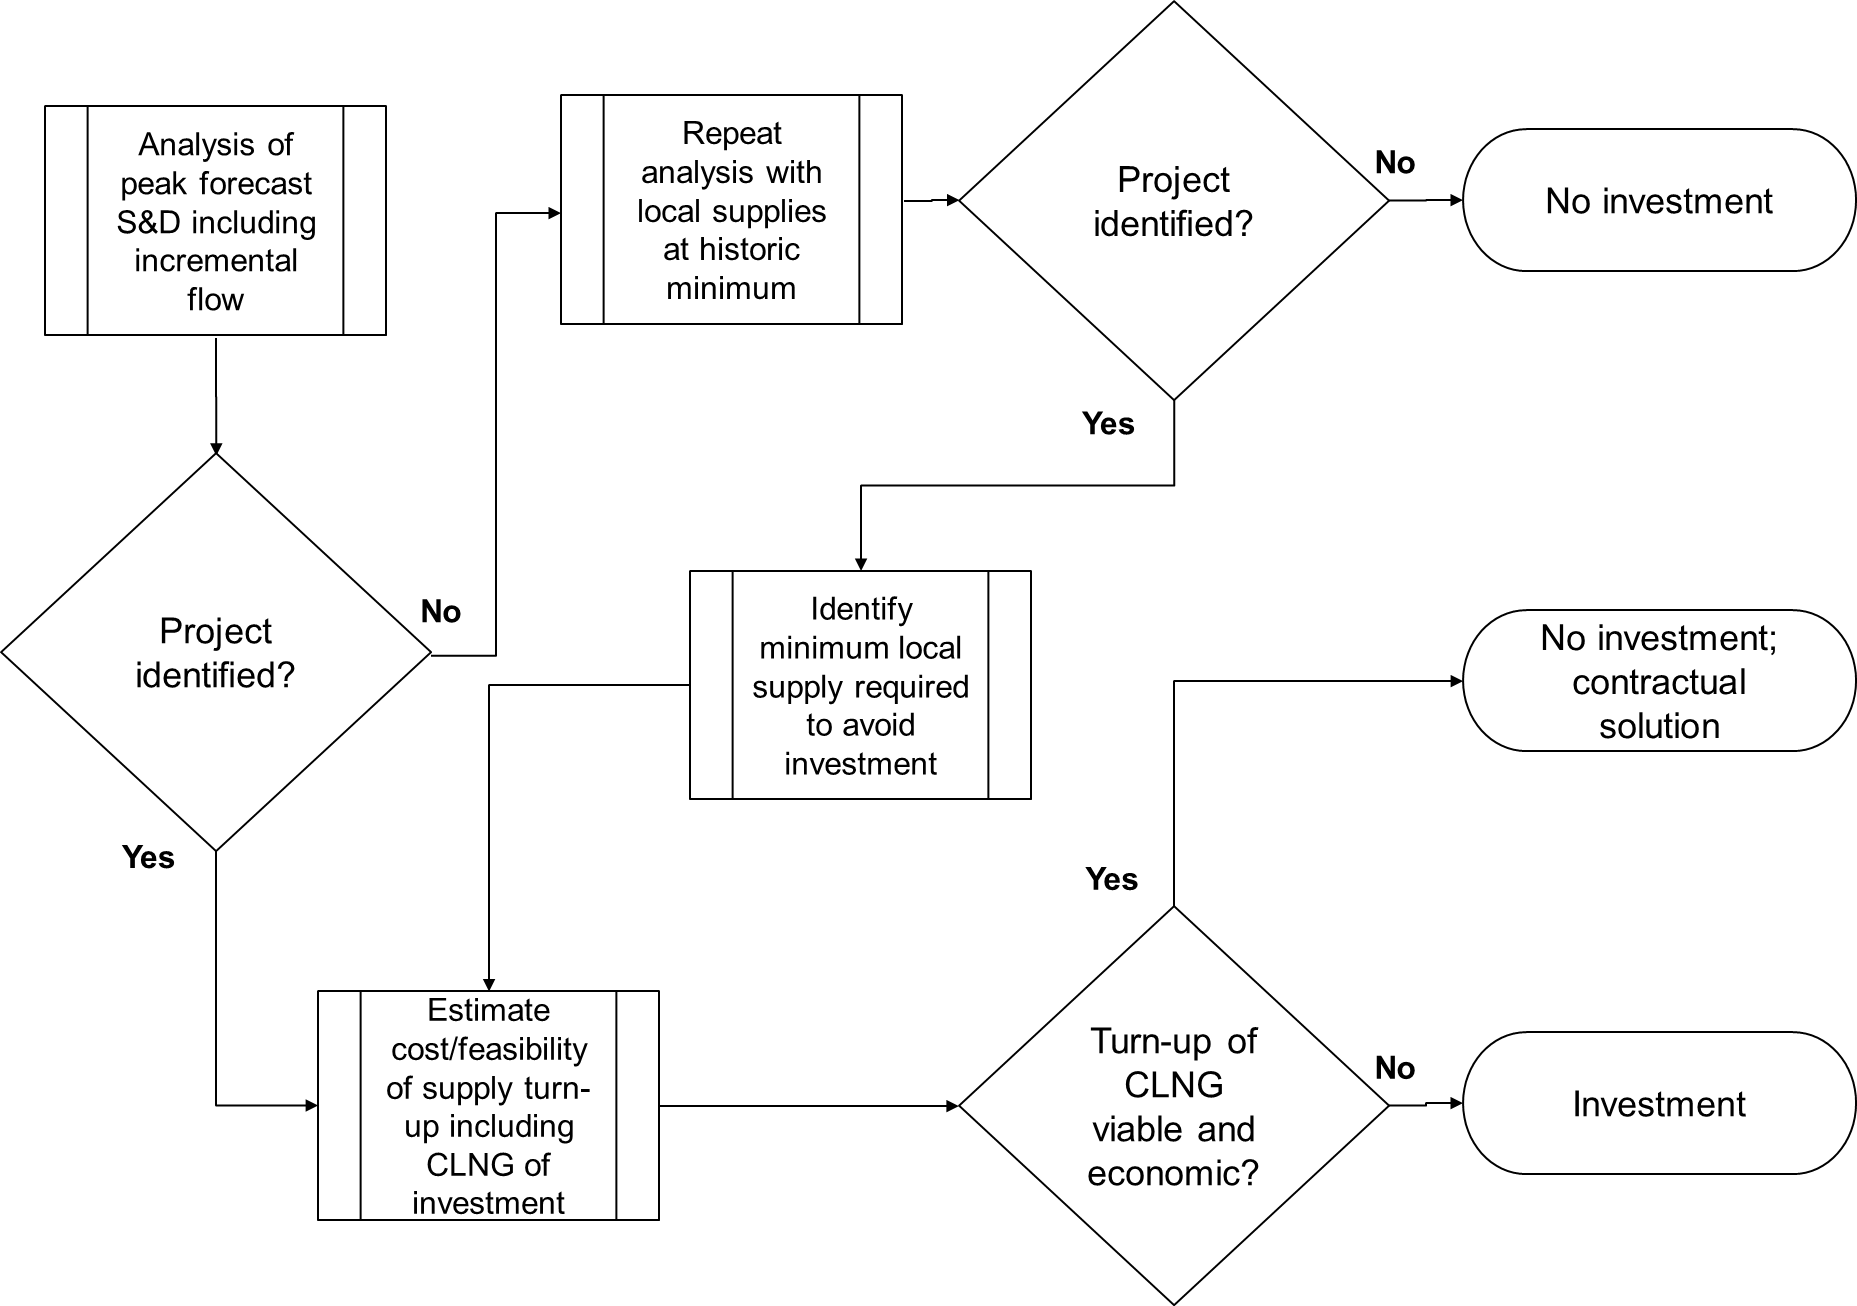 Analysis of
peak forecast
S&D including
incremental
flow
Repeat
analysis with
local supplies
at historic
minimum
Project
identified?
No
No investment
Yes
Project
identified?
No
Yes
Identify
minimum local
supply required
to avoid
investment
No investment;
contractual
solution
Estimate
cost/feasibility
of supply turn-
up including
CLNG of
investment
Yes
Turn-up of
CLNG
viable and
economic?
No
Investment